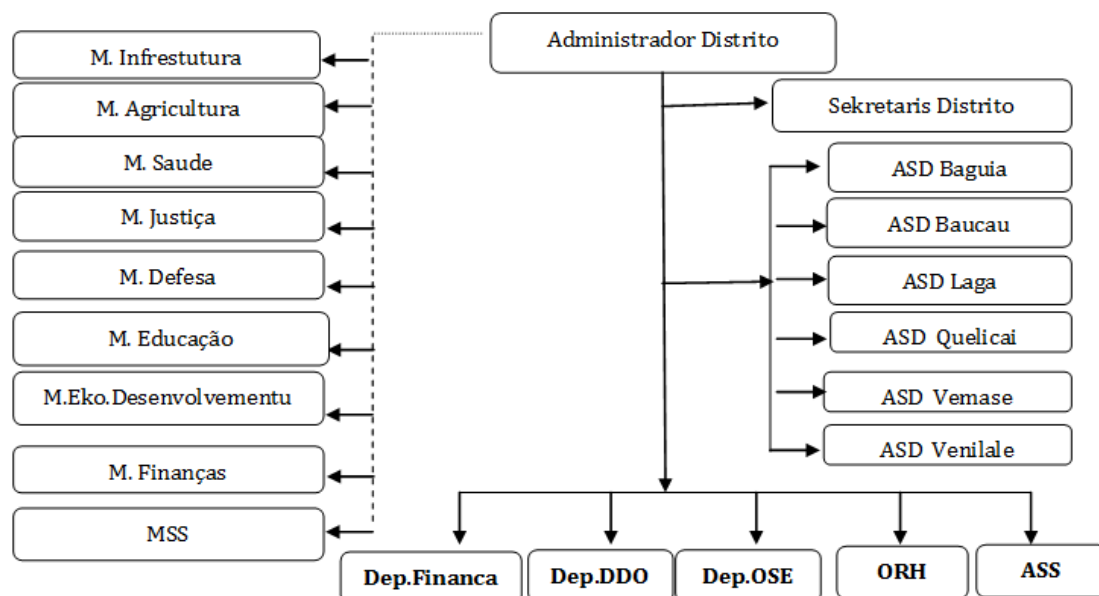 Administrador Distrito
M. Infrestutura
M. Agricultura
M. Saude
M. Justiça
M. Defesa
M. Educação
M.Eko.Desenvolvementu
M. Finanças
MSS
Sekretaris Distrito
ASD Baguia
ASD Baucau
ASD Laga
ASD Quelicai
ASD Vemase
ASD Venilale
Dep.Financa
Dep.DDO
Dep.OSE
ORH
ASS